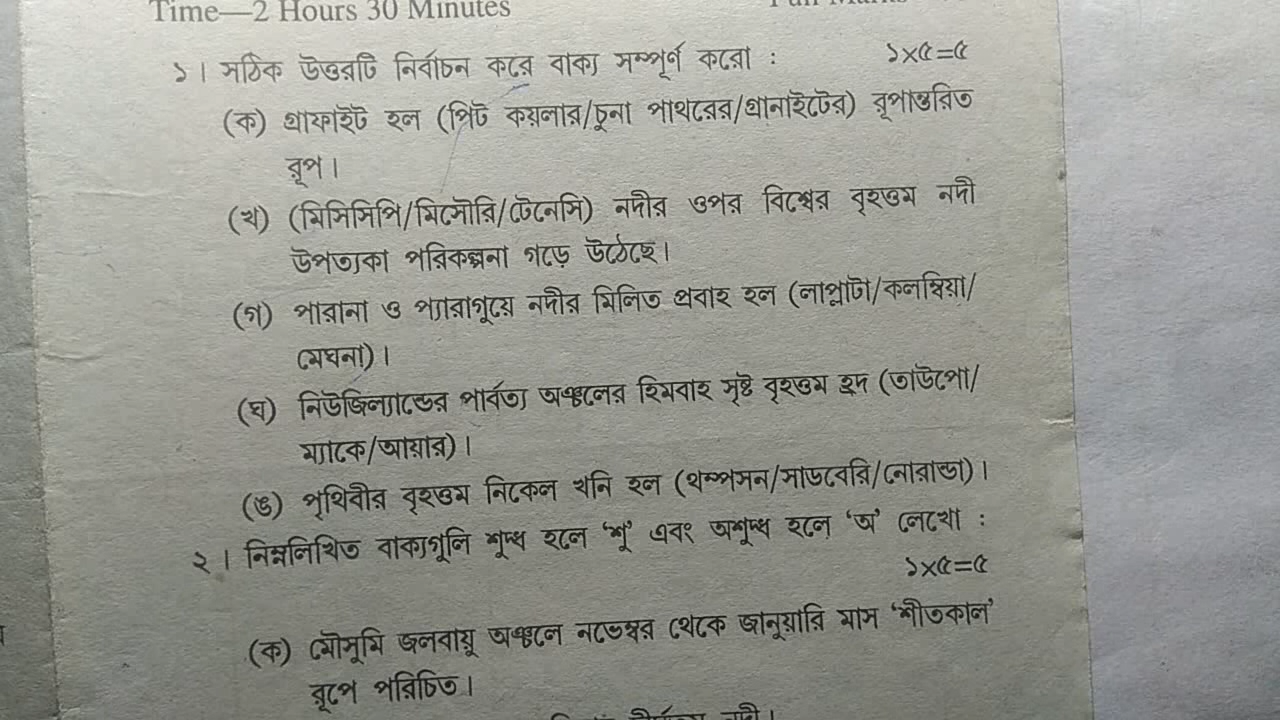 Time—2 Hours 30 Minutes
১। সঠিক উত্তরটি নির্বাচন করে বাক্য সম্পূর্ণ করো : ১×৫=৫
(ক) গ্রাফাইট হল (পিট কয়লার/চুনা পাথরের/গ্রানাইটের) রূপান্তরিত
রূপ।
(খ) (মিসিসিপি/মিসৌরি/টেনেসি) নদীর ওপর বিশ্বের বৃহত্তম নদী
উপত্যকা পরিকল্পনা গড়ে উঠেছে।
(গ) পারানা ও প্যারাগুয়ে নদীর মিলিত প্রবাহ হল (লাপ্লাটা/কলম্বিয়া/
মেঘনা)।
(ঘ) নিউজিল্যান্ডের পার্বত্য অঞ্চলের হিমবাহ সৃষ্ট বৃহত্তম হ্রদ (তাউপো/
ম্যাকে/আয়ার)।
(ঙ) পৃথিবীর বৃহত্তম নিকেল খনি হল (থম্পসন/সাডবেরি/নোরান্ডা)।
২। নিম্নলিখিত বাক্যগুলি শুদ্ধ হলে ‘শু’ এবং অশুদ্ধ হলে ‘অ’ লেখো :
১×৫=৫
(ক) মৌসুমি জলবায়ু অঞ্চলে নভেম্বর থেকে জানুয়ারি মাস ‘শীতকাল’
রূপে পরিচিত।
নদী।